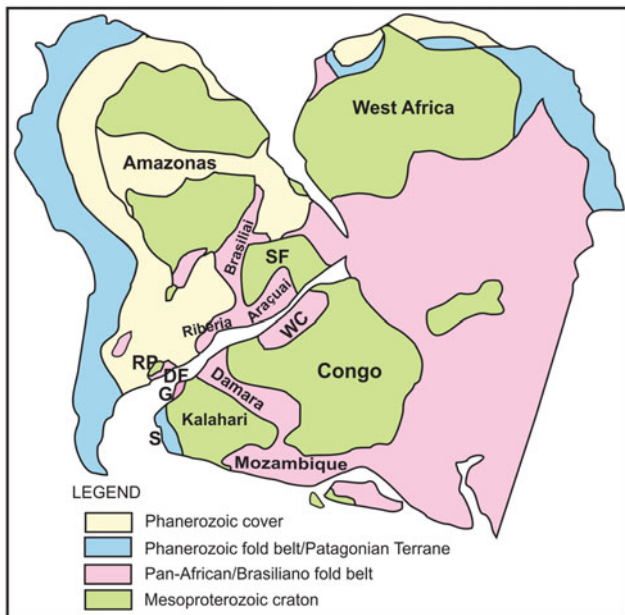 West Africa
Amazonas
Brasiliai
SF
Araçuai
Riberia
WC
RP
DF
G
Damara
Congo
Kalahari
S
Mozambique
LEGEND
Phanerozoic cover
Phanerozoic fold belt/Patagonian Terrane
Pan-African/Brasiliano fold belt
Mesoproterozoic craton